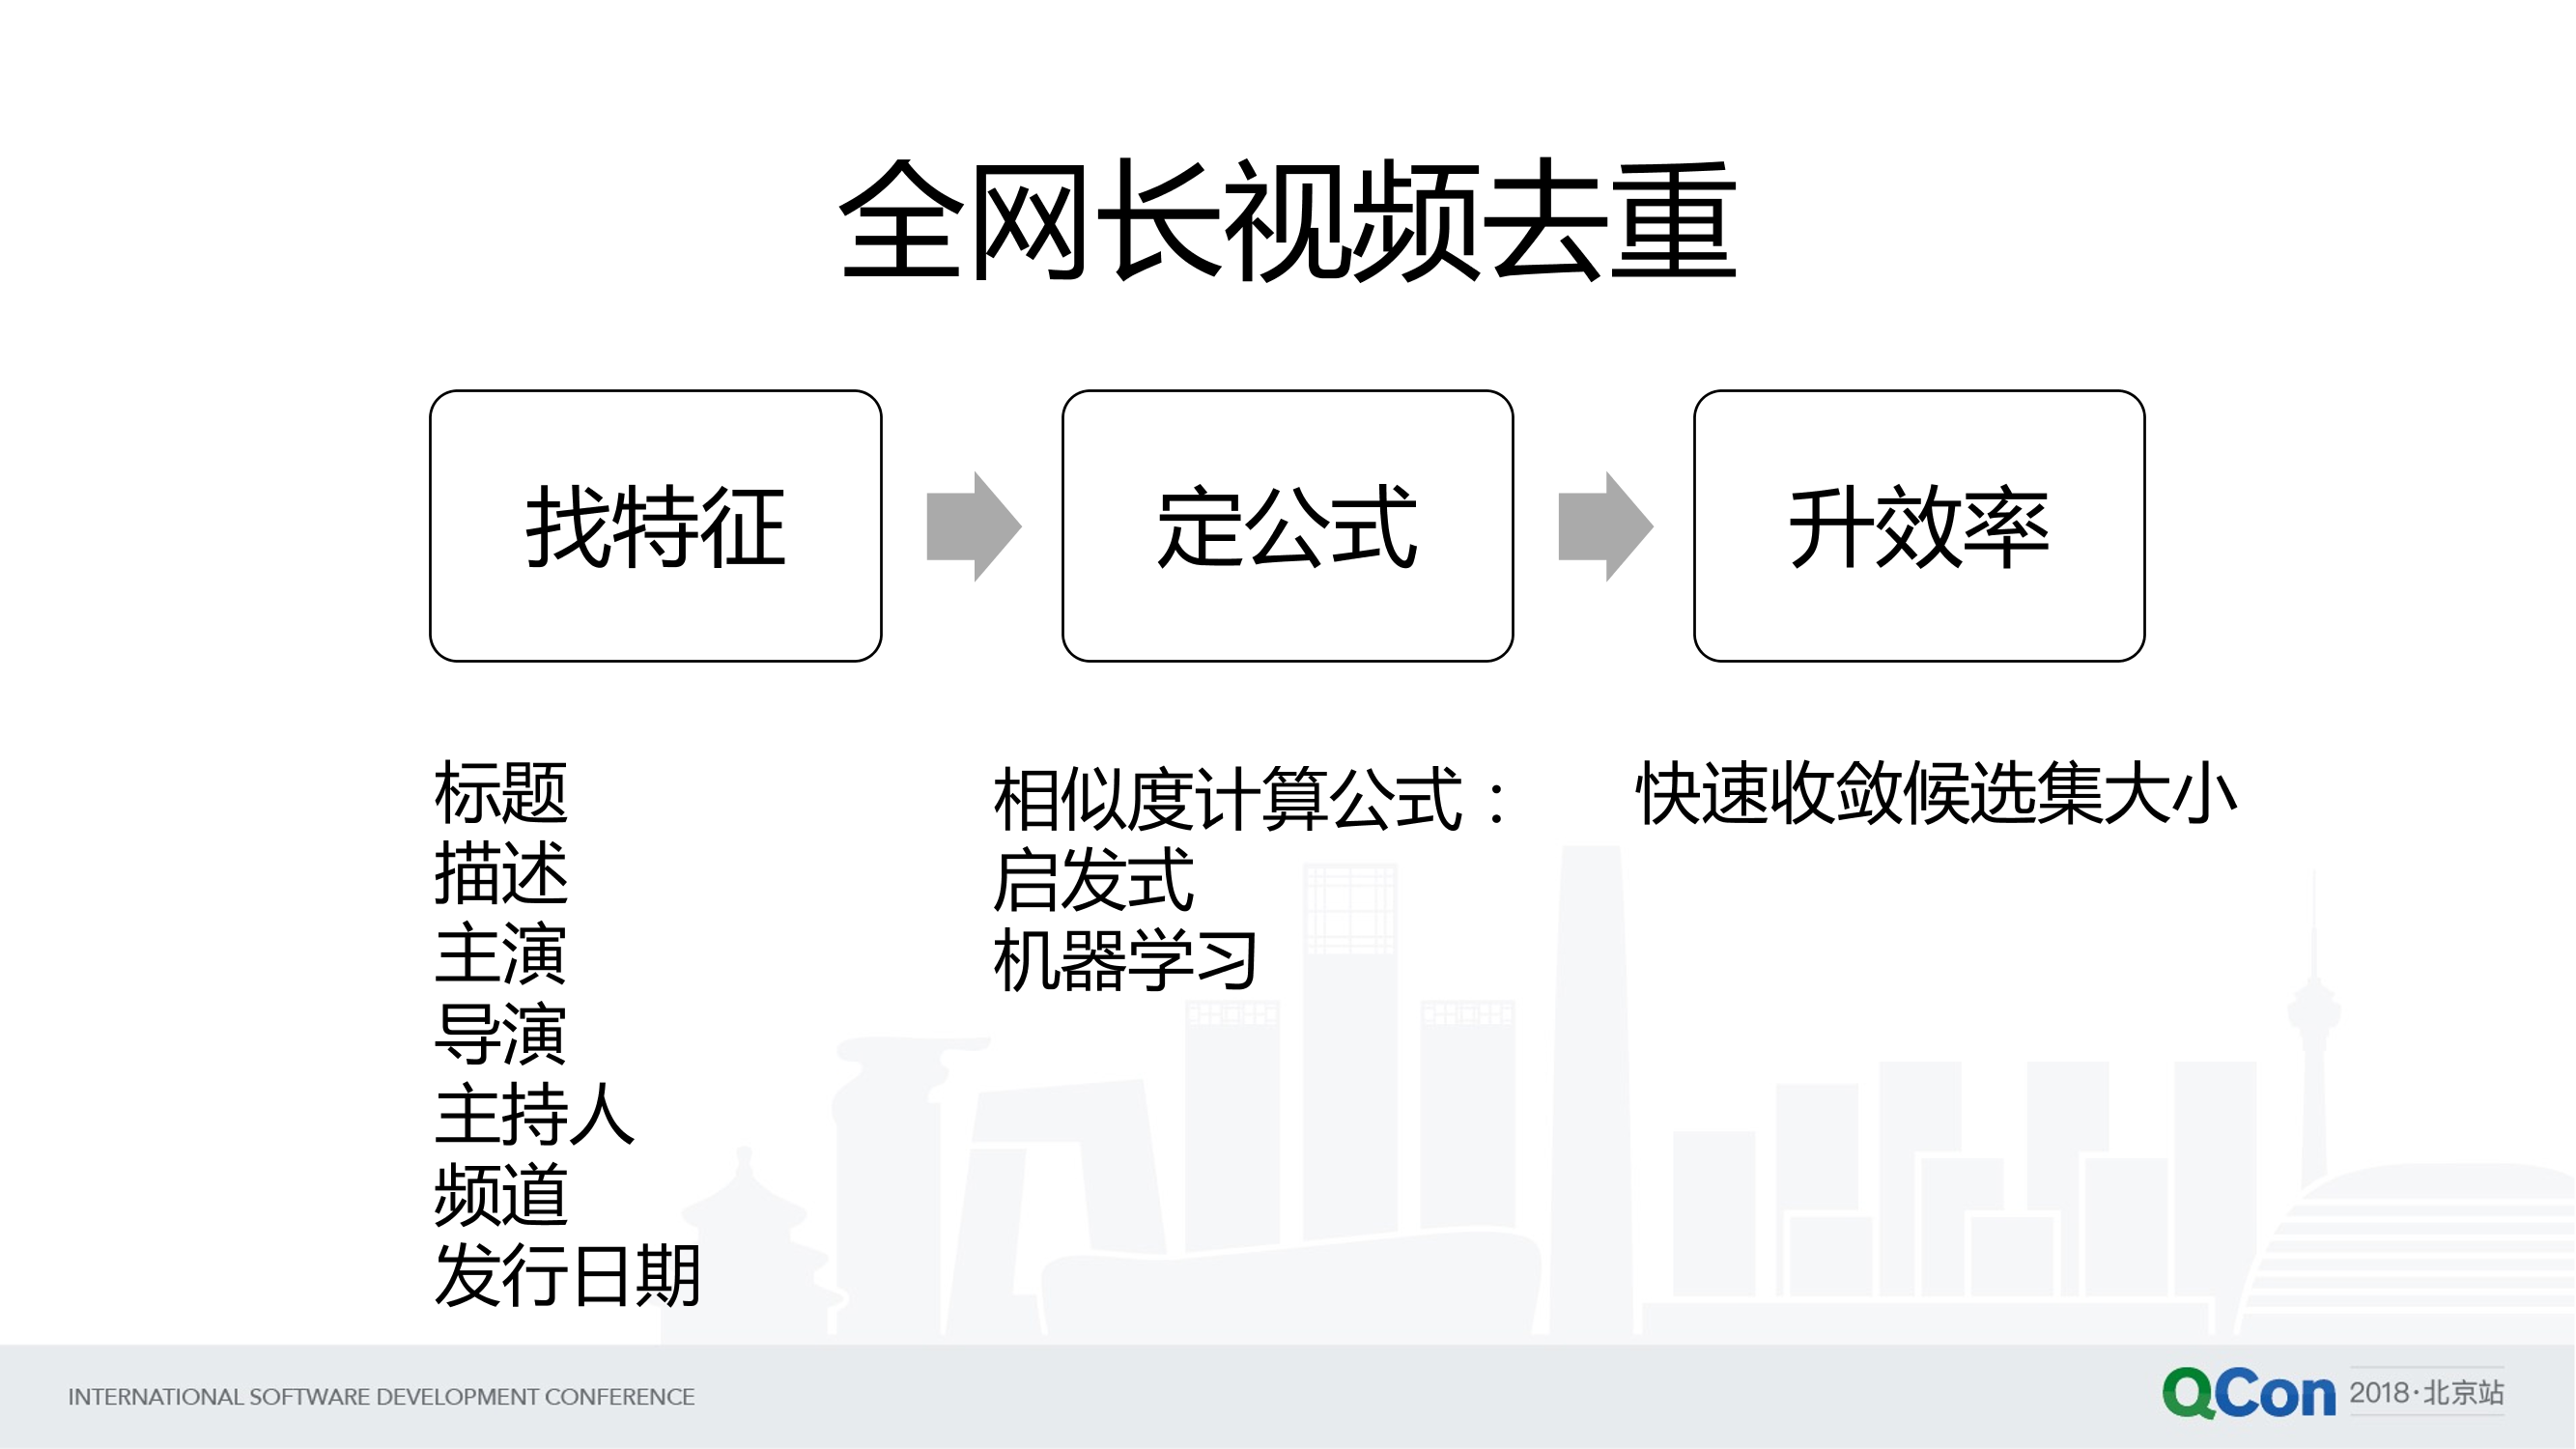 全网长视频去重
找特征
定公式
升效率
标题
描述
主演
导演
主持人
频道
发行日期
相似度计算公式：
启发式
机器学习
快速收敛候选集大小
INTERNATIONAL SOFTWARE DEVELOPMENT CONFERENCE
QCon 2018·北京站